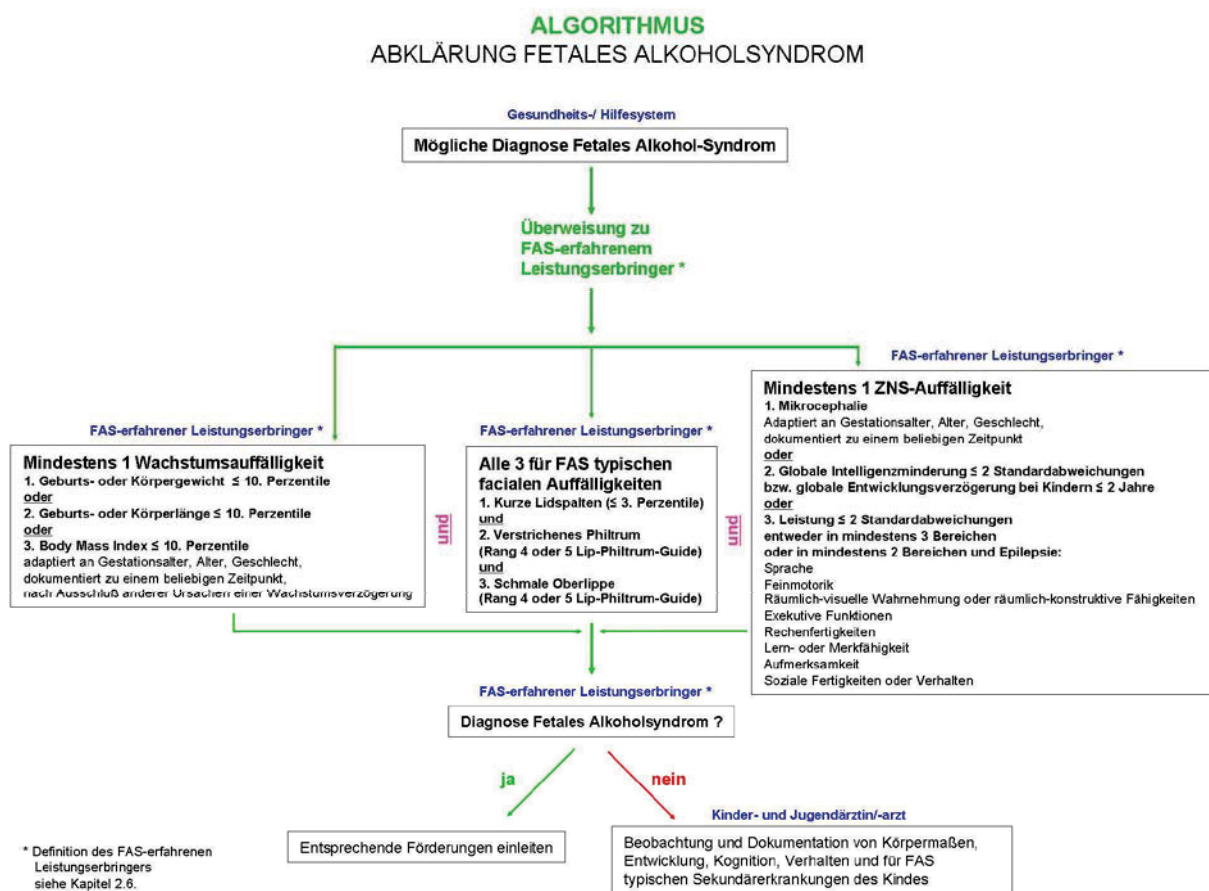 ALGORITHMUS
ABKLÄRUNG FETALES ALKOHOLSYNDROM
Gesundheits-/ Hilfesystem
Mögliche Diagnose Fetales Alkohol-Syndrom
Überweisung zu
FAS-erfahrenem
Leistungserbringer *
FAS-erfahrener Leistungserbringer *
Mindestens 1 Wachstumsauffälligkeit
1. Geburts- oder Körpergewicht ≤ 10. Perzentile
oder
2. Geburts- oder Körperlänge ≤ 10. Perzentile
oder
3. Body Mass Index ≤ 10. Perzentile
adaptiert an Gestationsalter, Alter, Geschlecht,
dokumentiert zu einem beliebigen Zeitpunkt,
nach Ausschluß anderer Ursachen einer Wachstumsverzögerung
und
FAS-erfahrener Leistungserbringer *
Alle 3 für FAS typischen
facialen Auffälligkeiten
1. Kurze Lidspalten (≤ 3. Perzentile)
und
2. Verstrichenes Philtrum
(Rang 4 oder 5 Lip-Philtrum-Guide)
und
3. Schmale Oberlippe
(Rang 4 oder 5 Lip-Philtrum-Guide)
und
FAS-erfahrener Leistungserbringer *
Mindestens 1 ZNS-Auffälligkeit
1. Mikrocephalie
Adaptiert an Gestationsalter, Alter, Geschlecht,
dokumentiert zu einem beliebigen Zeitpunkt
oder
2. Globale Intelligenzminderung ≤ 2 Standardabweichungen
bzw. globale Entwicklungsverzögerung bei Kindern ≤ 2 Jahre
oder
3. Leistung ≤ 2 Standardabweichungen
entweder in mindestens 3 Bereichen
oder in mindestens 2 Bereichen und Epilepsie:
Sprache
Feinmotorik
Räumlich-visuelle Wahrnehmung oder räumlich-konstruktive Fähigkeiten
Exekutive Funktionen
Rechenfertigkeiten
Lern- oder Merkfähigkeit
Aufmerksamkeit
Soziale Fertigkeiten oder Verhalten
FAS-erfahrener Leistungserbringer *
Diagnose Fetales Alkoholsyndrom ?
ja
nein
Entsprechende Förderungen einleiten
Kinder- und Jugendärztin/-arzt
Beobachtung und Dokumentation von Körpermaßen,
Entwicklung, Kognition, Verhalten und für FAS
typischen Sekundärerkrankungen des Kindes
* Definition des FAS-erfahrenen
Leistungserbringers
siehe Kapitel 2.6.